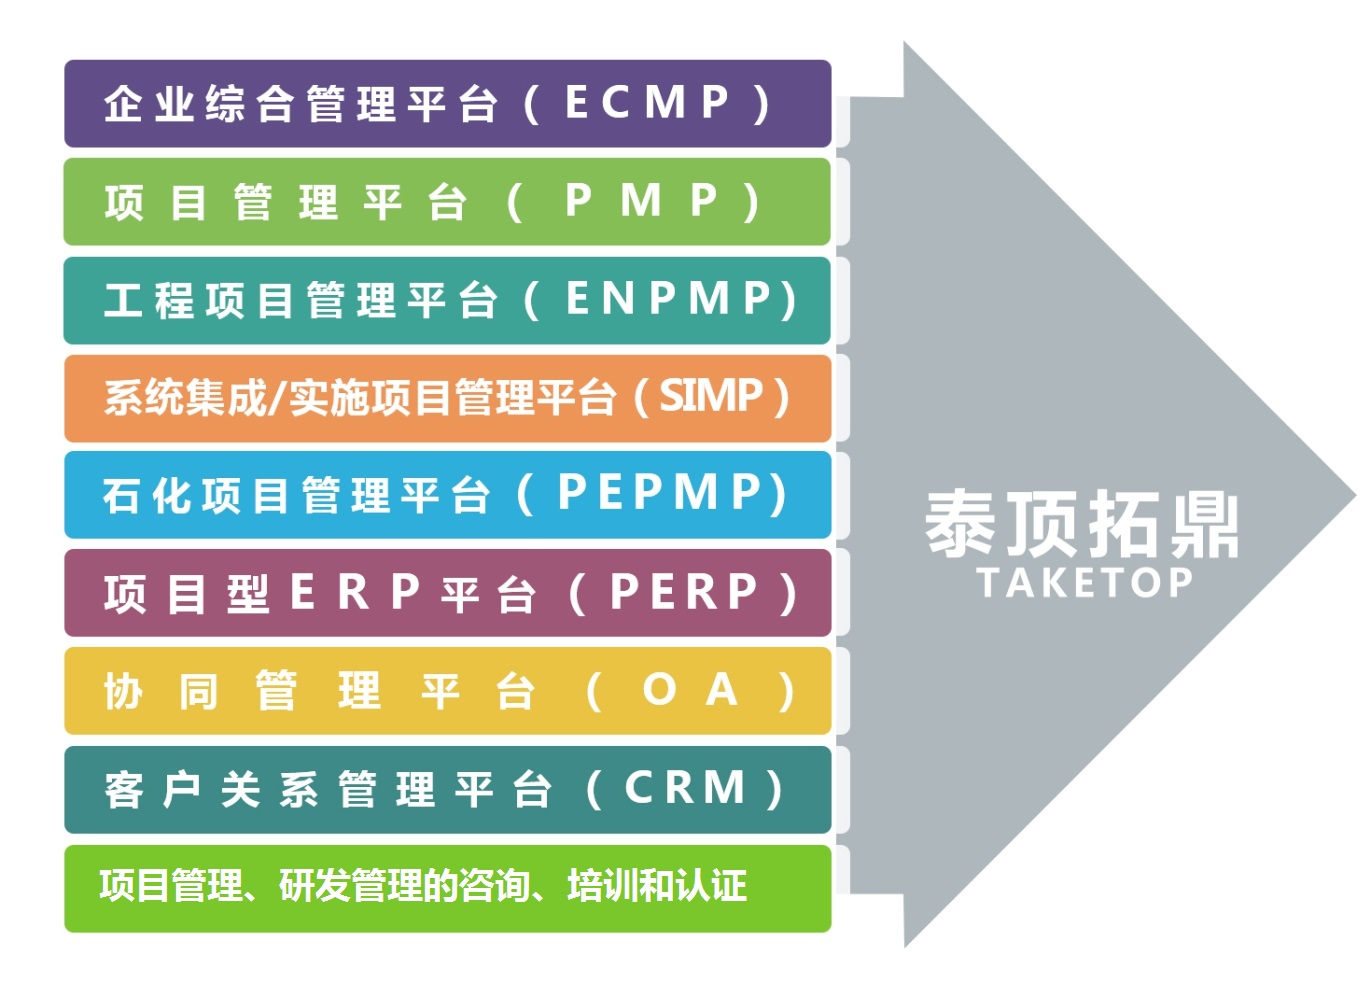 企业综合管理平台（ECMP）
项目管理平台（PMP）
工程项目管理平台（ENPMP）
系统集成/实施项目管理平台（SIMP）
石化项目管理平台（PEPMP）
项目型ERP平台（PERP）
协同管理平台（OA）
客户关系管理平台（CRM）
项目管理、研发管理的咨询、培训和认证
泰顶拓鼎
TAKETOP